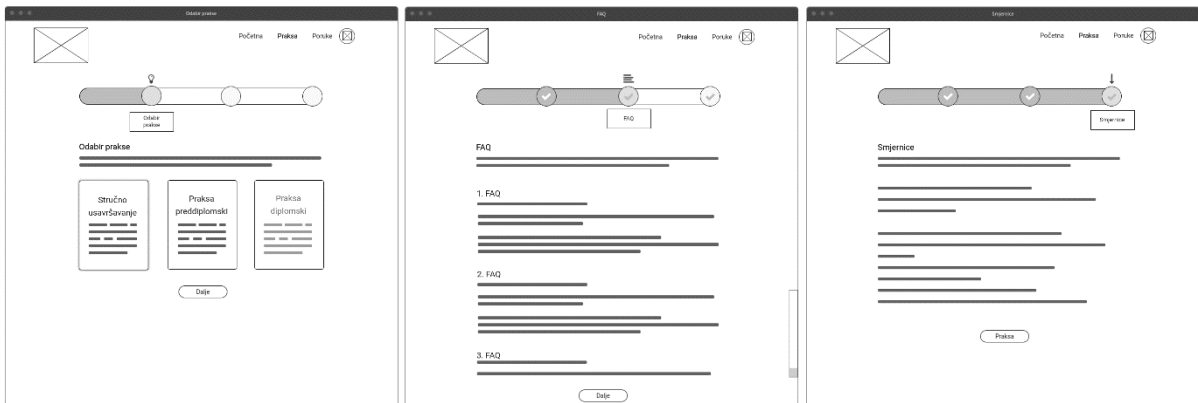 Odabir prakse
Početna Praksa Poruke
Odabir
prakse
Odabir prakse
Stručno
usavršavanje
Praksa
preddiplomski
Praksa
diplomski
Dalje
FAQ
Početna Praksa Poruke
FAQ
FAQ
1. FAQ
2. FAQ
3. FAQ
Dalje
Smjernice
Početna Praksa Poruke
Smjernice
Smjernice
Praksa